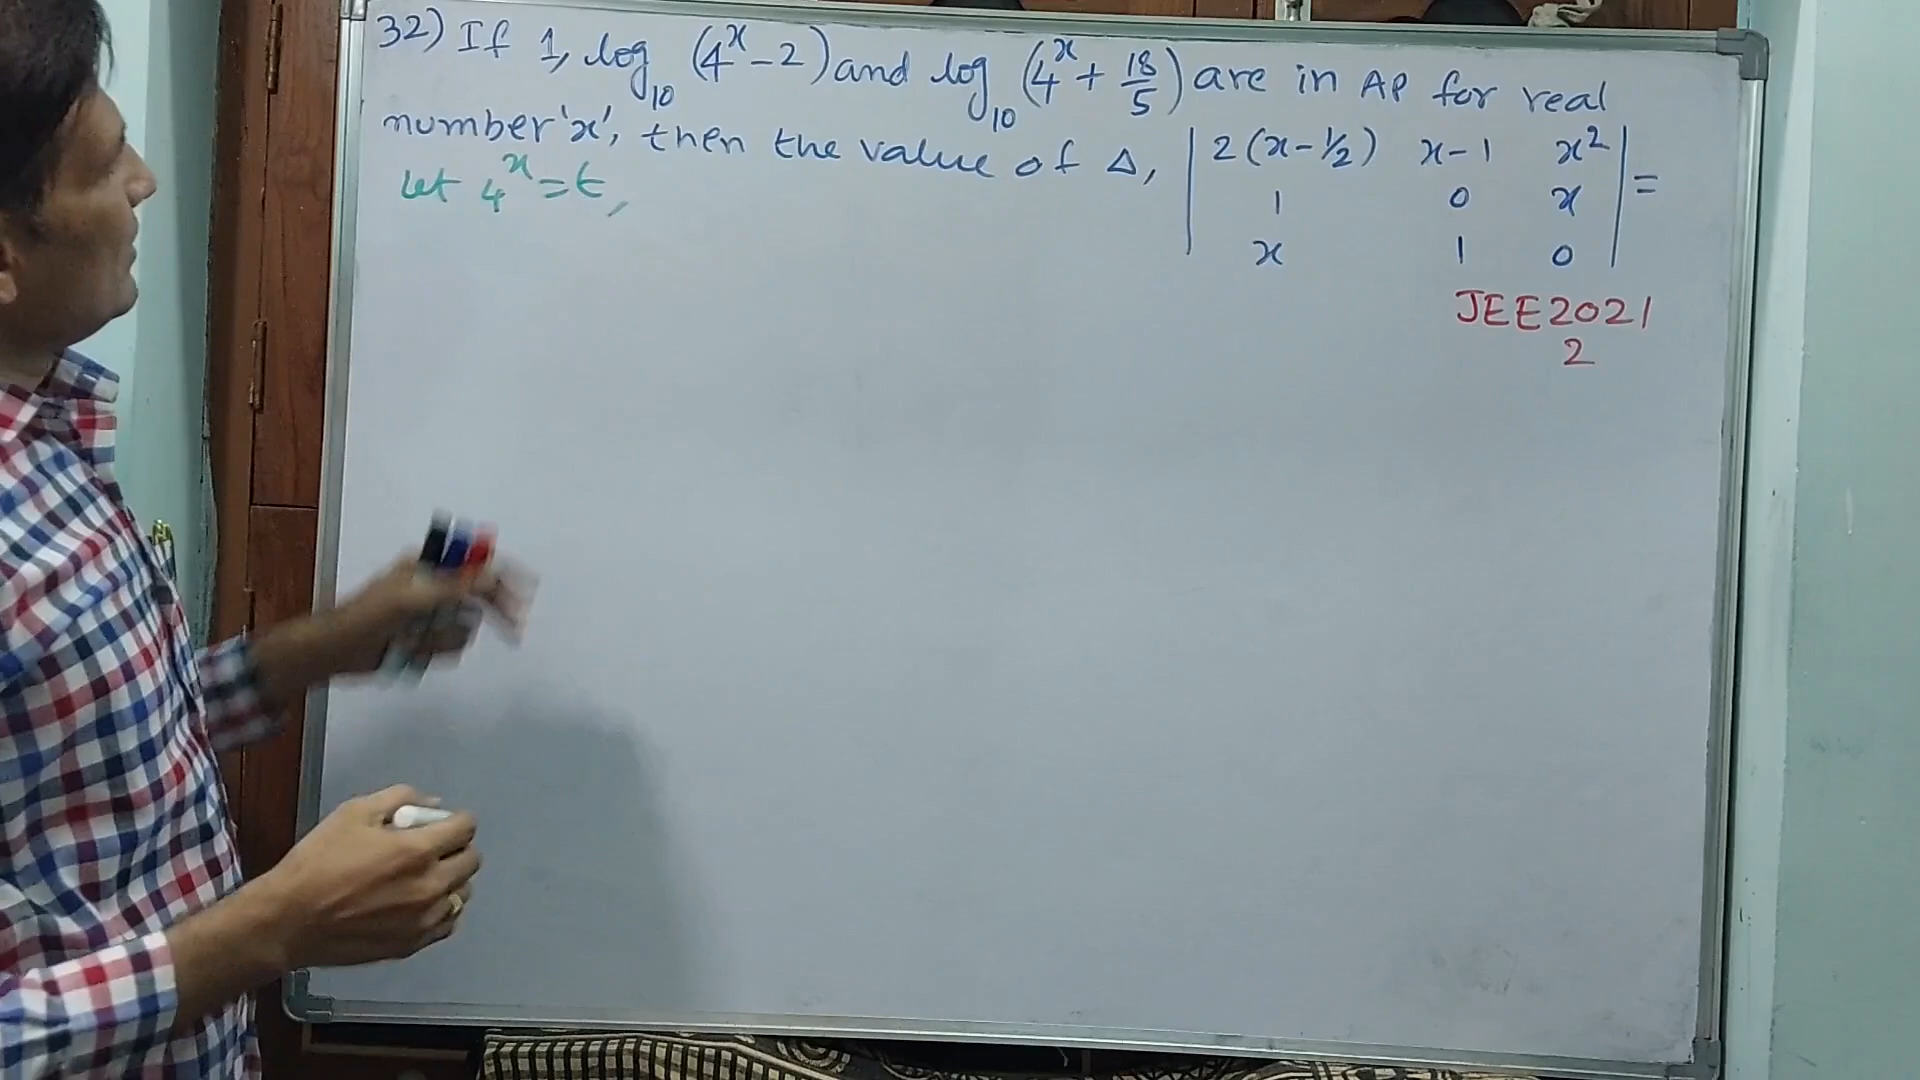 32) If 1, log₁₀ (4ˣ - 2) and log₁₀ (4ˣ + 18/5) are in AP for real
number 'x', then the value of Δ, | 2(x-½) x-1 x² |
| 1 0 x | =
| x 1 0 |
Let 4ˣ = t,
JEE2021
2